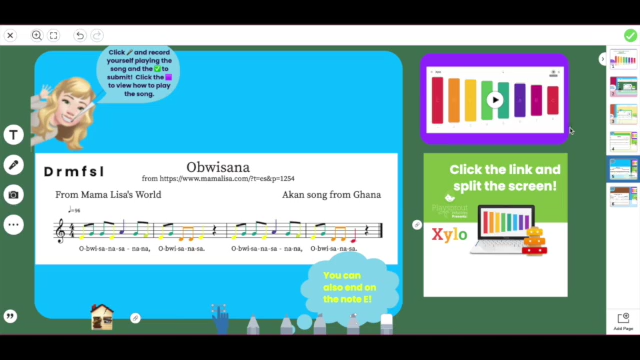 Click and record
yourself playing the
song and the to
submit! Click the
to view how to play
the song.
D r m f s l
Obwisana
from https://www.mamalisa.com/?t=es&p=1254
From Mama Lisa's World
Akan song from Ghana
♩=96
O-bwi-sa-na-sa - na-na, O-bwi-sa-na-sa. O-bwi-sa-na-sa - na-na, O-bwi-sa-na-sa.
You can
also end on
the note E!
Click the link and
split the screen!
Xylo
T
Add Page